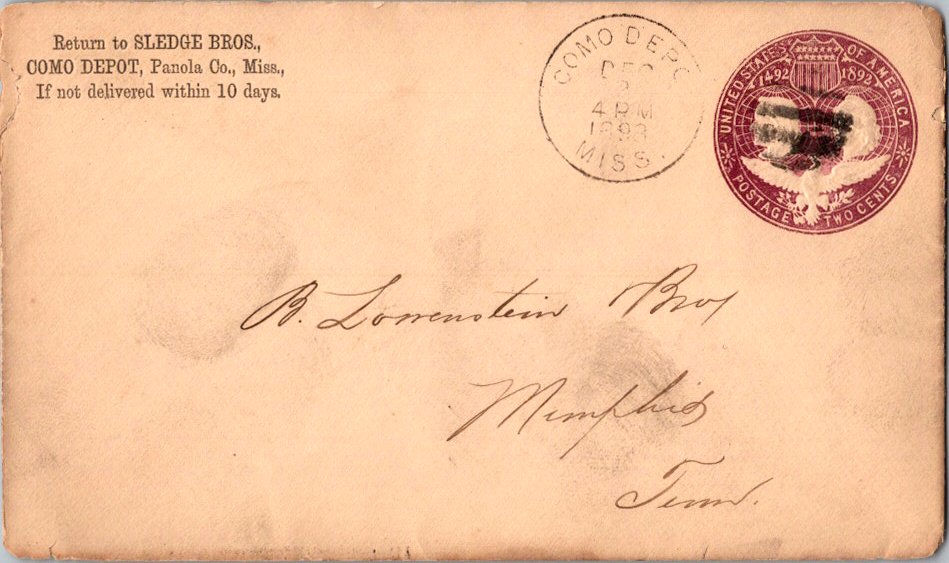 Return to SLEDGE BROS.,
COMO DEPOT, Panola Co., Miss.,
If not delivered within 10 days.
COMO DEPO
DEC
4 PM
1893
MISS.
UNITED STATES OF AMERICA
1492 1892
POSTAGE TWO CENTS
B. Lowenstein Bros
Memphis
Tenn.